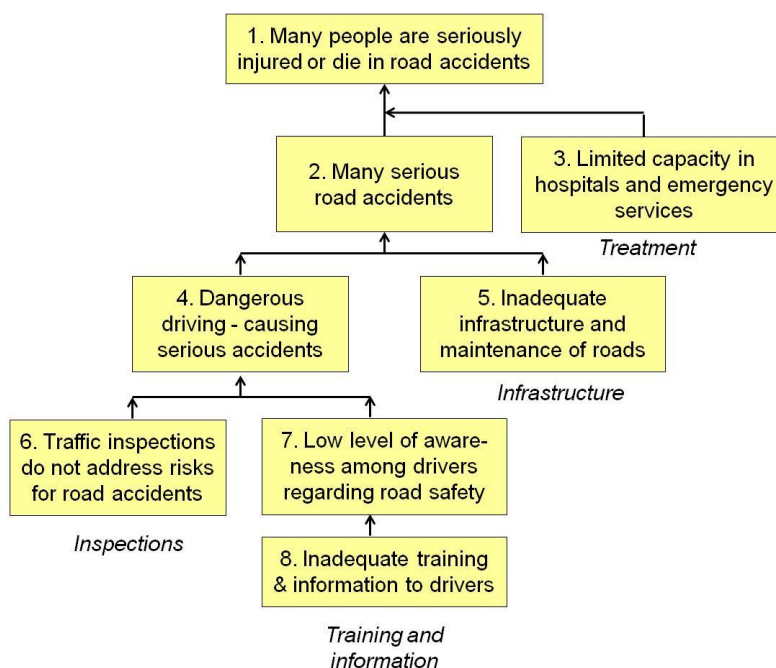 1. Many people are seriously
injured or die in road accidents
2. Many serious
road accidents
3. Limited capacity in
hospitals and emergency
services
Treatment
4. Dangerous
driving - causing
serious accidents
5. Inadequate
infrastructure and
maintenance of roads
Infrastructure
6. Traffic inspections
do not address risks
for road accidents
Inspections
7. Low level of aware-
ness among drivers
regarding road safety
8. Inadequate training
& information to drivers
Training and
information